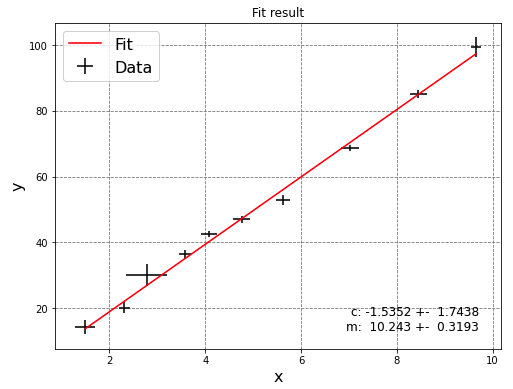 Fit result
Fit
Data
100
80
60
40
20
y
c: -1.5352 +-  1.7438
m:  10.243 +-  0.3193
2
4
6
8
10
x